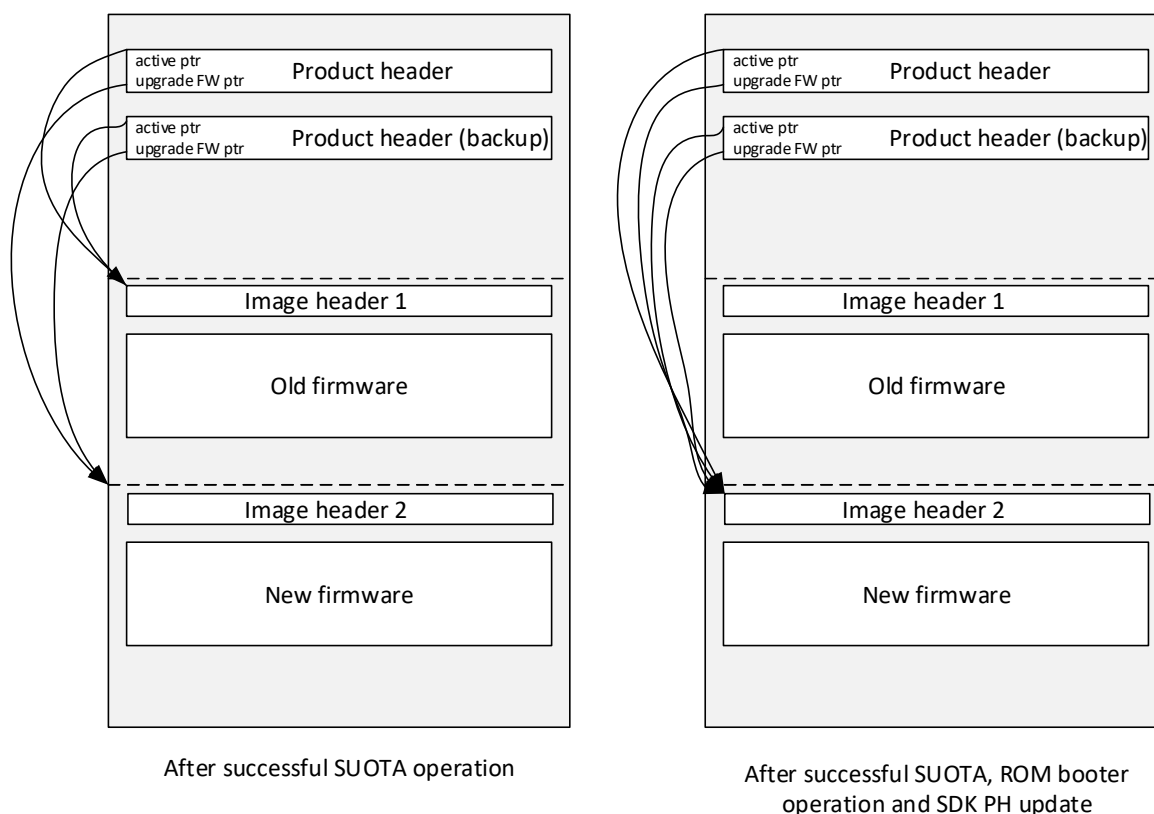 active ptr
upgrade FW ptr
Product header
active ptr
upgrade FW ptr
Product header (backup)
Image header 1
Old firmware
Image header 2
New firmware
After successful SUOTA operation
active ptr
upgrade FW ptr
Product header
active ptr
upgrade FW ptr
Product header (backup)
Image header 1
Old firmware
Image header 2
New firmware
After successful SUOTA, ROM booter
operation and SDK PH update